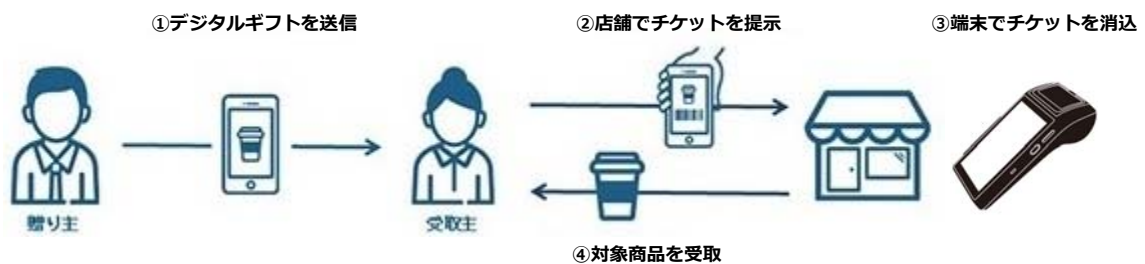 ①デジタルギフトを送信
②店舗でチケットを提示
③端末でチケットを消込
贈り主
受取主
④対象商品を受取